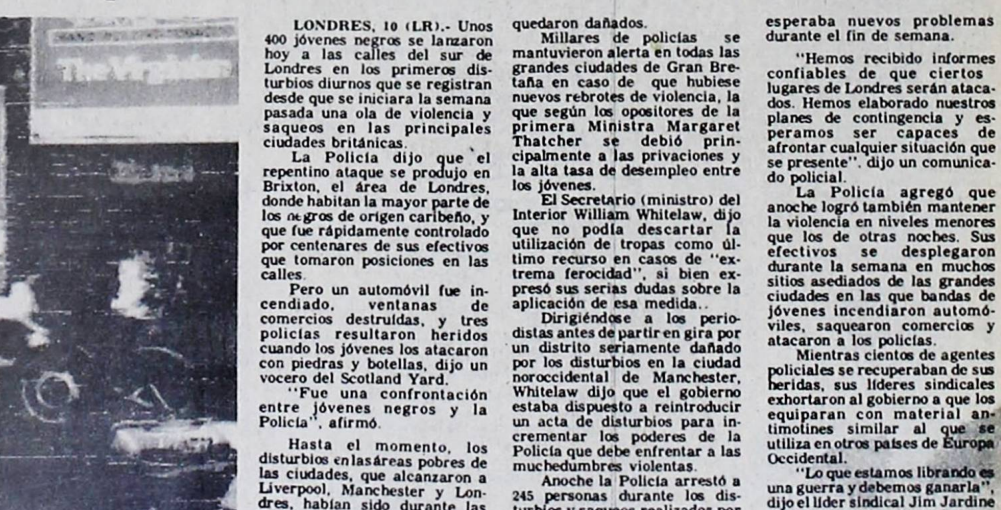 LONDRES, 10 (LR).- Unos
400 jóvenes negros se lanzaron
hoy a las calles del sur de
Londres en los primeros dis-
turbios diurnos que se registran
desde que se iniciara la semana
pasada una ola de violencia y
saqueos en las principales
ciudades británicas.
La Policía dijo que el
repentino ataque se produjo en
Brixton, el área de Londres,
donde habitan la mayor parte de
los negros de origen caribeño, y
que fue rápidamente controlado
por centenares de sus efectivos
que tomaron posiciones en las
calles.
Pero un automóvil fue in-
cendiado, ventanas de
comercios destruídas, y tres
policías resultaron heridos
cuando los jóvenes los atacaron
con piedras y botellas, dijo un
vocero del Scotland Yard.
"Fue una confrontación
entre jóvenes negros y la
Policía", afirmó.
Hasta el momento, los
disturbios en las áreas pobres de
las ciudades, que alcanzaron a
Liverpool, Manchester y Lon-
dres, habían sido durante las
quedaron dañados.
Millares de policías se
mantuvieron alerta en todas las
grandes ciudades de Gran Bre-
taña en caso de que hubiese
nuevos rebrotes de violencia, la
que según los opositores de la
primera Ministra Margaret
Thatcher se debió prin-
cipalmente a las privaciones y
la alta tasa de desempleo entre
los jóvenes.
El Secretario (ministro) del
Interior William Whitelaw, dijo
que no podía descartar la
utilización de tropas como úl-
timo recurso en casos de "ex-
trema ferocidad", si bien ex-
presó sus serias dudas sobre la
aplicación de esa medida..
Dirigiéndose a los perio-
distas antes de partir en gira por
un distrito seriamente dañado
por los disturbios en la ciudad
noroccidental de Manchester,
Whitelaw dijo que el gobierno
estaba dispuesto a reintroducir
un acta de disturbios para in-
crementar los poderes de la
Policía que debe enfrentar a las
muchedumbres violentas.
Anoche la Policía arrestó a
245 personas durante los dis-
turbios y saqueos realizados por
esperaba nuevos problemas
durante el fin de semana.
"Hemos recibido informes
confiables de que ciertos
lugares de Londres serán ataca-
dos. Hemos elaborado nuestros
planes de contingencia y es-
peramos ser capaces de
afrontar cualquier situación que
se presente", dijo un comunica-
do policial.
La Policía agregó que
anoche logró también mantener
la violencia en niveles menores
que los de otras noches. Sus
efectivos se desplegaron
durante la semana en muchos
sitios asediados de las grandes
ciudades en las que bandas de
jóvenes incendiaron automó-
viles, saquearon comercios y
atacaron a los policías.
Mientras cientos de agentes
policiales se recuperaban de sus
heridas, sus líderes sindicales
exhortaron al gobierno a que los
equiparan con material an-
timotines similar al que se
utiliza en otros países de Europa
Occidental.
"Lo que estamos librando es
una guerra y debemos ganarla",
dijo el líder sindical Jim Jardine